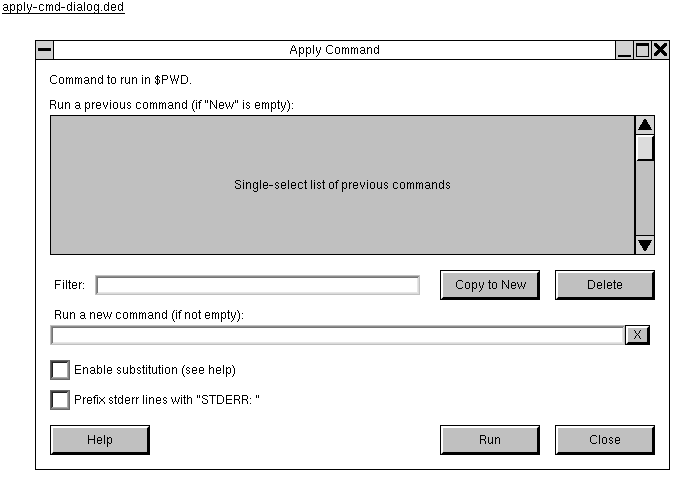 apply-cmd-dialog.ded
Apply Command
Command to run in $PWD.
Run a previous command (if "New" is empty):
Single-select list of previous commands
Filter:
Copy to New
Delete
Run a new command (if not empty):
X
Enable substitution (see help)
Prefix stderr lines with "STDERR: "
Help
Run
Close